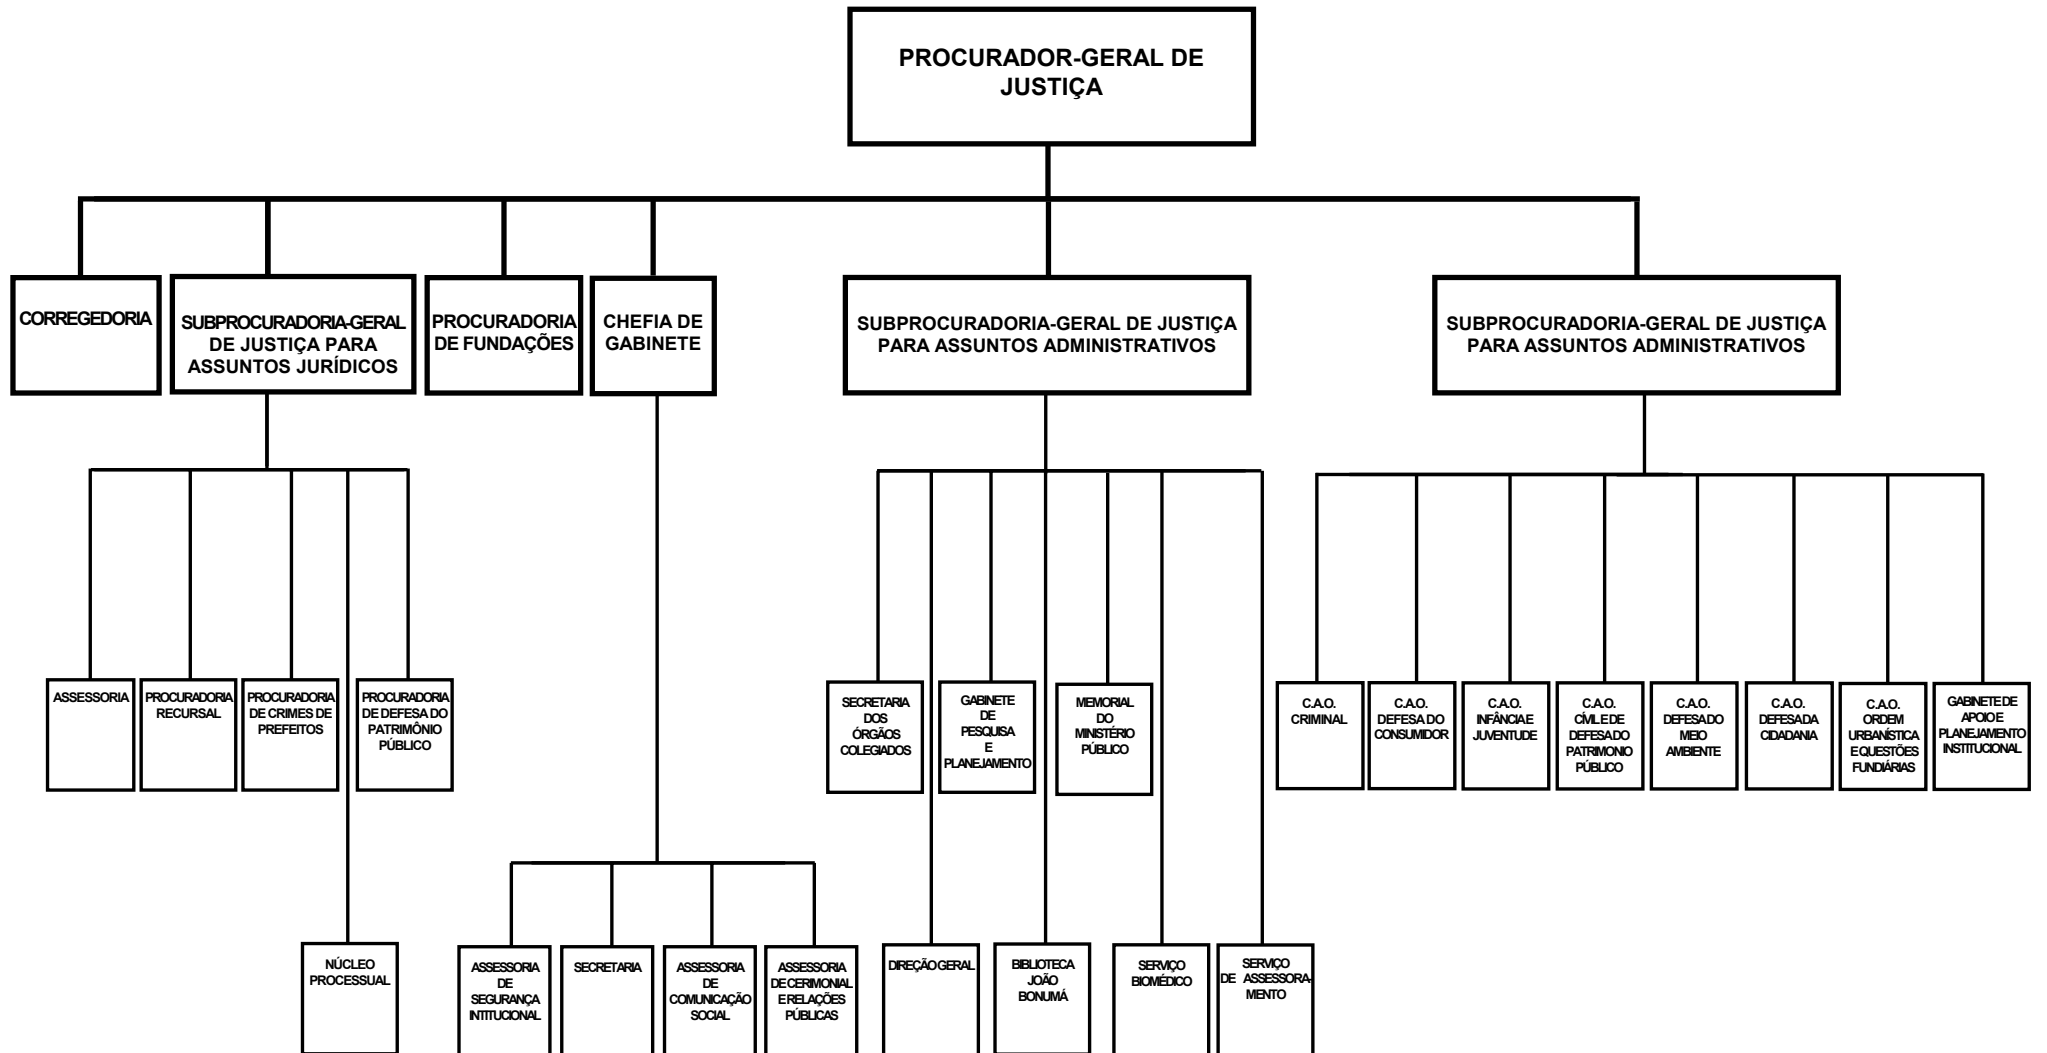 PROCURADOR-GERAL DE
JUSTIÇA
CORREGEDORIA
SUBPROCURADORIA-GERAL
DE JUSTIÇA PARA
ASSUNTOS JURÍDICOS
PROCURADORIA
DE FUNDAÇÕES
CHEFIA DE
GABINETE
SUBPROCURADORIA-GERAL DE JUSTIÇA
PARA ASSUNTOS ADMINISTRATIVOS
SUBPROCURADORIA-GERAL DE JUSTIÇA
PARA ASSUNTOS ADMINISTRATIVOS
ASSESSORIA
PROCURADORIA
RECURSAL
PROCURADORIA
DE CRIMES DE
PREFEITOS
PROCURADORIA
DE DEFESA DO
PATRIMÔNIO
PÚBLICO
SECRETARIA
DOS
ÓRGÃOS
COLEGIADOS
GABINETE
DE
PESQUISA
E
PLANEJAMENTO
MEMORIAL
DO
MINISTÉRIO
PÚBLICO
C.A.O.
CRIMINAL
C.A.O.
DEFESA DO
CONSUMIDOR
C.A.O.
INFÂNCIA E
JUVENTUDE
C.A.O.
CÍVIL E DE
DEFESA DO
PATRIMONIO
PÚBLICO
C.A.O.
DEFESA DO
MEIO
AMBIENTE
C.A.O.
DEFESA DA
CIDADANIA
C.A.O.
ORDEM
URBANÍSTICA
E QUESTÕES
FUNDIÁRIAS
GABINETE DE
APOIO E
PLANEJAMENTO
INSTITUCIONAL
NÚCLEO
PROCESSUAL
ASSESSORIA
DE
SEGURANÇA
INTITUCIONAL
SECRETARIA
ASSESSORIA
DE
COMUNICAÇÃO
SOCIAL
ASSESSORIA
DE CERIMONIAL
E RELAÇÕES
PÚBLICAS
DIREÇÃO GERAL
BIBLIOTECA
JOÃO
BONUMÁ
SERVIÇO
BIOMÉDICO
SERVIÇO
DE ASSESSORA-
MENTO